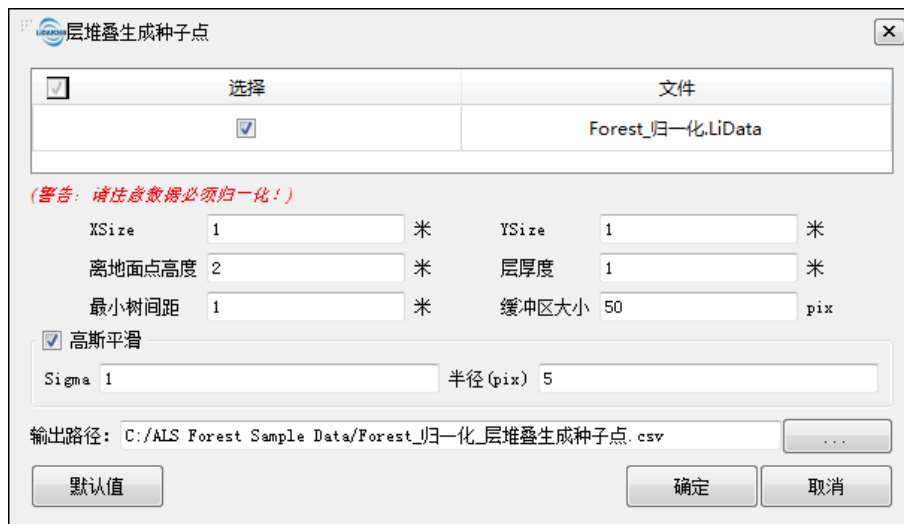 层堆叠生成种子点
选择 文件
Forest_归一化.LiData
(警告：请注意数据必须归一化！)
XSize 1 米 YSize 1 米
离地面点高度 2 米 层厚度 1 米
最小树间距 1 米 缓冲区大小 50 pix
高斯平滑
Sigma 1 半径(pix) 5
输出路径: C:/ALS Forest Sample Data/Forest_归一化_层堆叠生成种子点.csv ...
默认值 确定 取消